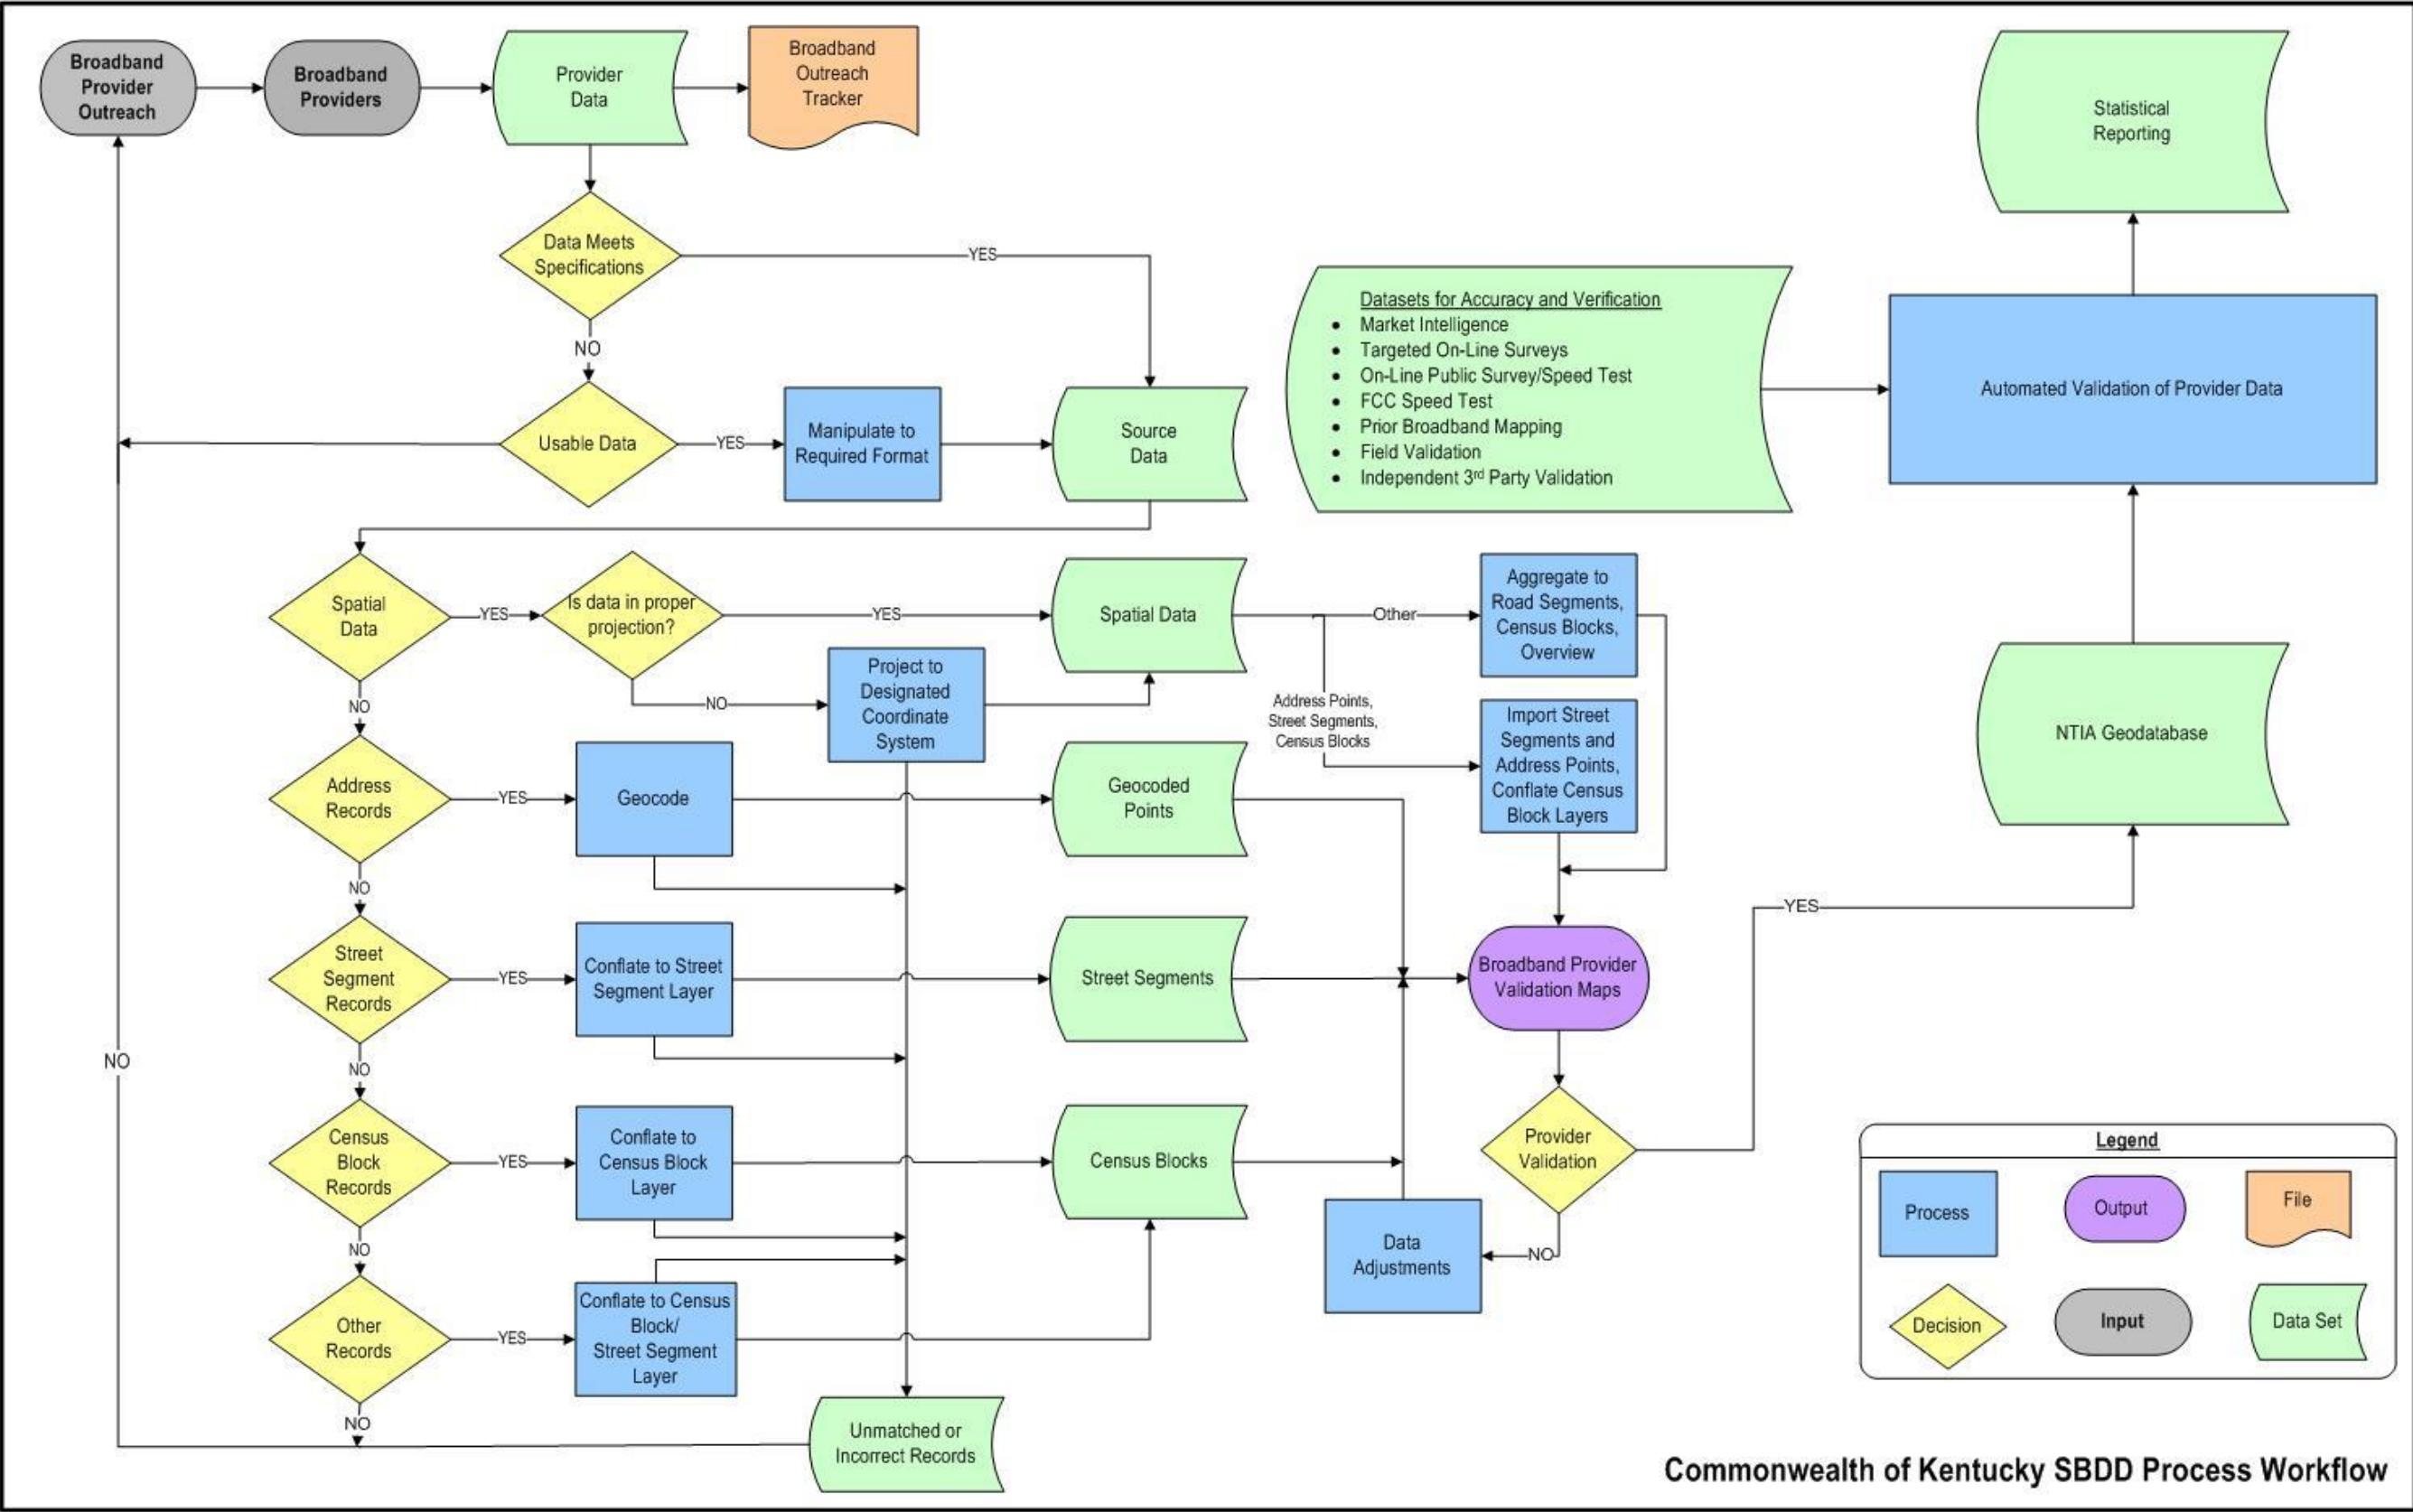 Broadband
Provider
Outreach
Broadband
Providers
Provider
Data
Broadband
Outreach
Tracker
Statistical
Reporting
Data Meets
Specifications
YES
NO
Datasets for Accuracy and Verification
• Market Intelligence
• Targeted On-Line Surveys
• On-Line Public Survey/Speed Test
• FCC Speed Test
• Prior Broadband Mapping
• Field Validation
• Independent 3rd Party Validation
Automated Validation of Provider Data
Usable Data
YES
Manipulate to
Required Format
Source
Data
Spatial
Data
YES
Is data in proper
projection?
YES
Spatial Data
Other
Aggregate to
Road Segments,
Census Blocks,
Overview
NO
NO
Project to
Designated
Coordinate
System
Address Points,
Street Segments,
Census Blocks
Import Street
Segments and
Address Points,
Conflate Census
Block Layers
NTIA Geodatabase
Address
Records
YES
Geocode
Geocoded
Points
NO
YES
Street
Segment
Records
YES
Conflate to Street
Segment Layer
Street Segments
Broadband Provider
Validation Maps
NO
NO
Census
Block
Records
YES
Conflate to
Census Block
Layer
Census Blocks
Provider
Validation
NO
Data
Adjustments
NO
Other
Records
YES
Conflate to Census
Block/
Street Segment
Layer
NO
Unmatched or
Incorrect Records
Legend
Process
Output
File
Decision
Input
Data Set
Commonwealth of Kentucky SBDD Process Workflow